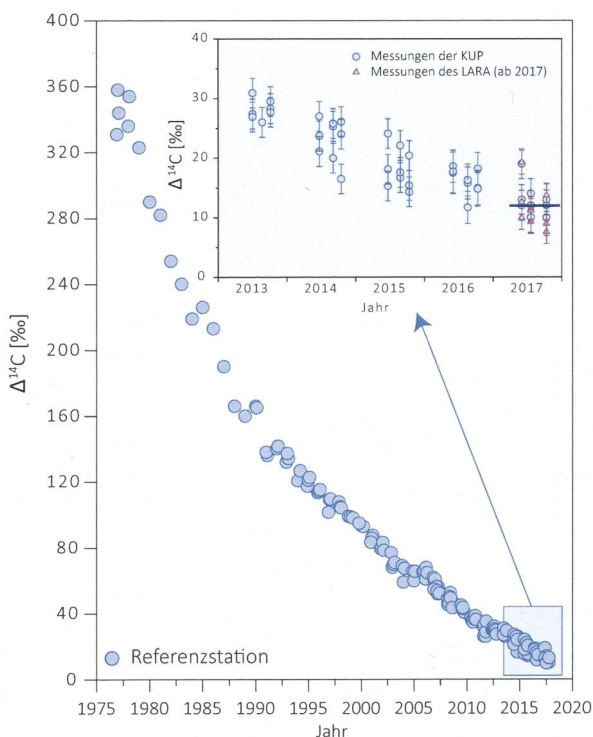 400
360
320
280
240
200
160
120
80
40
0
Δ¹⁴C [‰]
1975 1980 1985 1990 1995 2000 2005 2010 2015 2020
Jahr
Referenzstation
40
30
20
10
0
Δ¹⁴C [‰]
Messungen der KUP
Messungen des LARA (ab 2017)
2013 2014 2015 2016 2017
Jahr